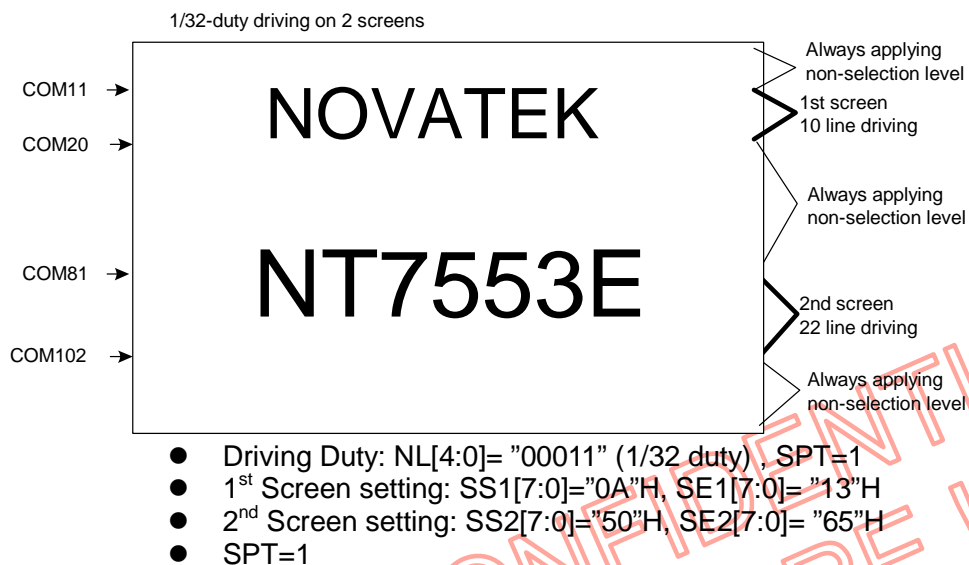 1/32-duty driving on 2 screens
Always applying
non-selection level
COM11
NOVATEK
1st screen
10 line driving
COM20
Always applying
non-selection level
COM81
NT7553E
2nd screen
22 line driving
COM102
Always applying
non-selection level
● Driving Duty: NL[4:0]= ”00011” (1/32 duty) , SPT=1
● 1st Screen setting: SS1[7:0]=”0A”H, SE1[7:0]= ”13”H
● 2nd Screen setting: SS2[7:0]=”50”H, SE2[7:0]= ”65”H
● SPT=1